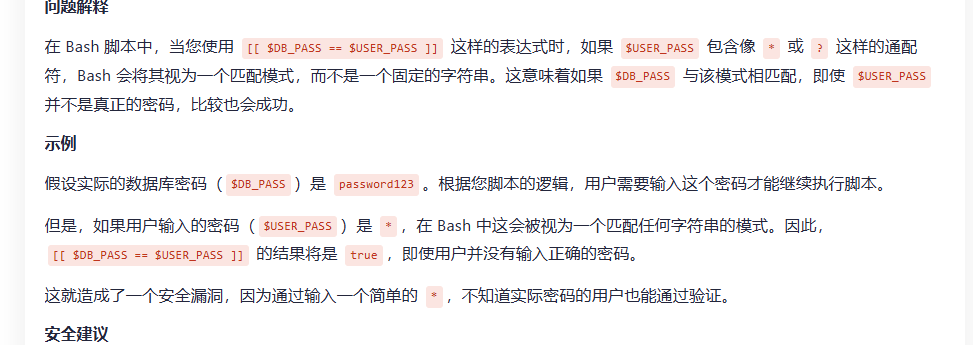 问题解释
在 Bash 脚本中，当您使用 [[ $DB_PASS == $USER_PASS ]] 这样的表达式时，如果 $USER_PASS 包含像 * 或 ? 这样的通配
符，Bash 会将其视为一个匹配模式，而不是一个固定的字符串。这意味着如果 $DB_PASS 与该模式相匹配，即使 $USER_PASS
并不是真正的密码，比较也会成功。
示例
假设实际的数据库密码（$DB_PASS）是 password123。根据您脚本的逻辑，用户需要输入这个密码才能继续执行脚本。
但是，如果用户输入的密码（$USER_PASS）是 *，在 Bash 中这会被视为一个匹配任何字符串的模式。因此，
[[ $DB_PASS == $USER_PASS ]] 的结果将是 true，即使用户并没有输入正确的密码。
这就造成了一个安全漏洞，因为通过输入一个简单的 *，不知道实际密码的用户也能通过验证。
安全建议